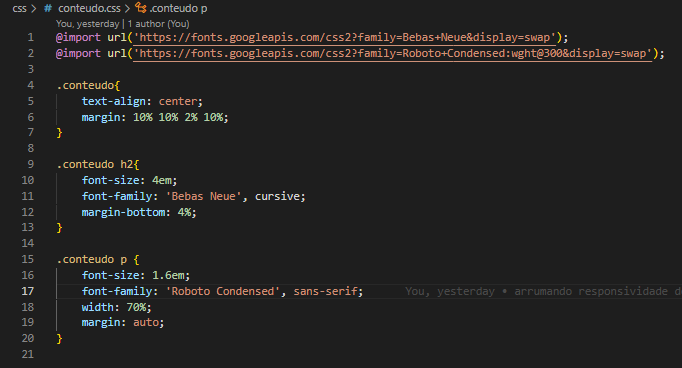 css > # conteudo.css > .conteudo p
You, yesterday | 1 author (You)
1 @import url('https://fonts.googleapis.com/css2?family=Bebas+Neue&display=swap');
2 @import url('https://fonts.googleapis.com/css2?family=Roboto+Condensed:wght@300&display=swap');
3
4 .conteudo{
5 text-align: center;
6 margin: 10% 10% 2% 10%;
7 }
8
9 .conteudo h2{
10 font-size: 4em;
11 font-family: 'Bebas Neue', cursive;
12 margin-bottom: 4%;
13 }
14
15 .conteudo p {
16 font-size: 1.6em;
17 font-family: 'Roboto Condensed', sans-serif; You, yesterday • arrumando responsividade d
18 width: 70%;
19 margin: auto;
20 }
21